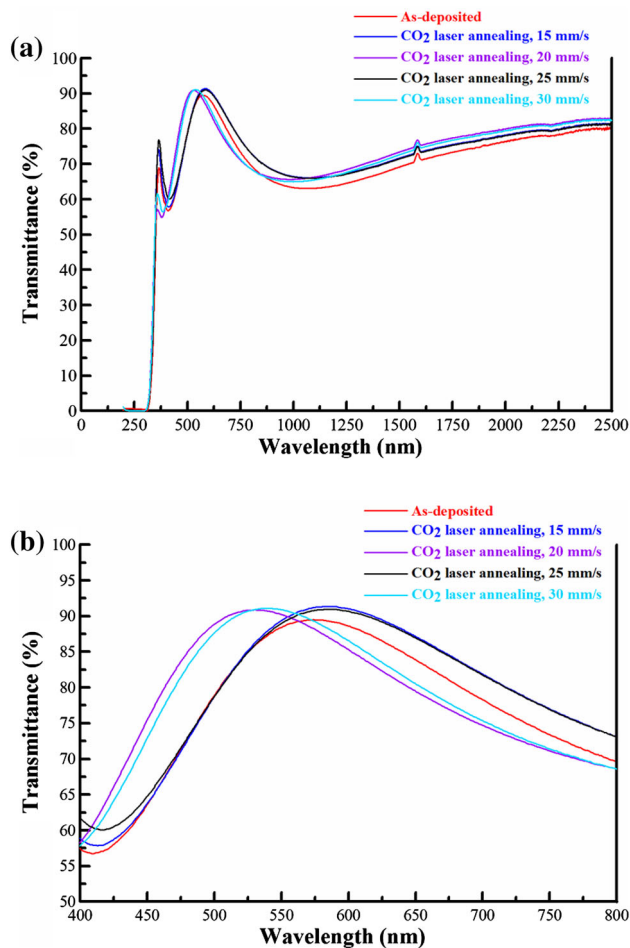 (a)
As-deposited
CO2 laser annealing, 15 mm/s
CO2 laser annealing, 20 mm/s
CO2 laser annealing, 25 mm/s
CO2 laser annealing, 30 mm/s
Transmittance (%)
100
90
80
70
60
50
40
30
20
10
0
0 250 500 750 1000 1250 1500 1750 2000 2250 2500
Wavelength (nm)
(b)
As-deposited
CO2 laser annealing, 15 mm/s
CO2 laser annealing, 20 mm/s
CO2 laser annealing, 25 mm/s
CO2 laser annealing, 30 mm/s
Transmittance (%)
100
95
90
85
80
75
70
65
60
55
50
400 450 500 550 600 650 700 750 800
Wavelength (nm)